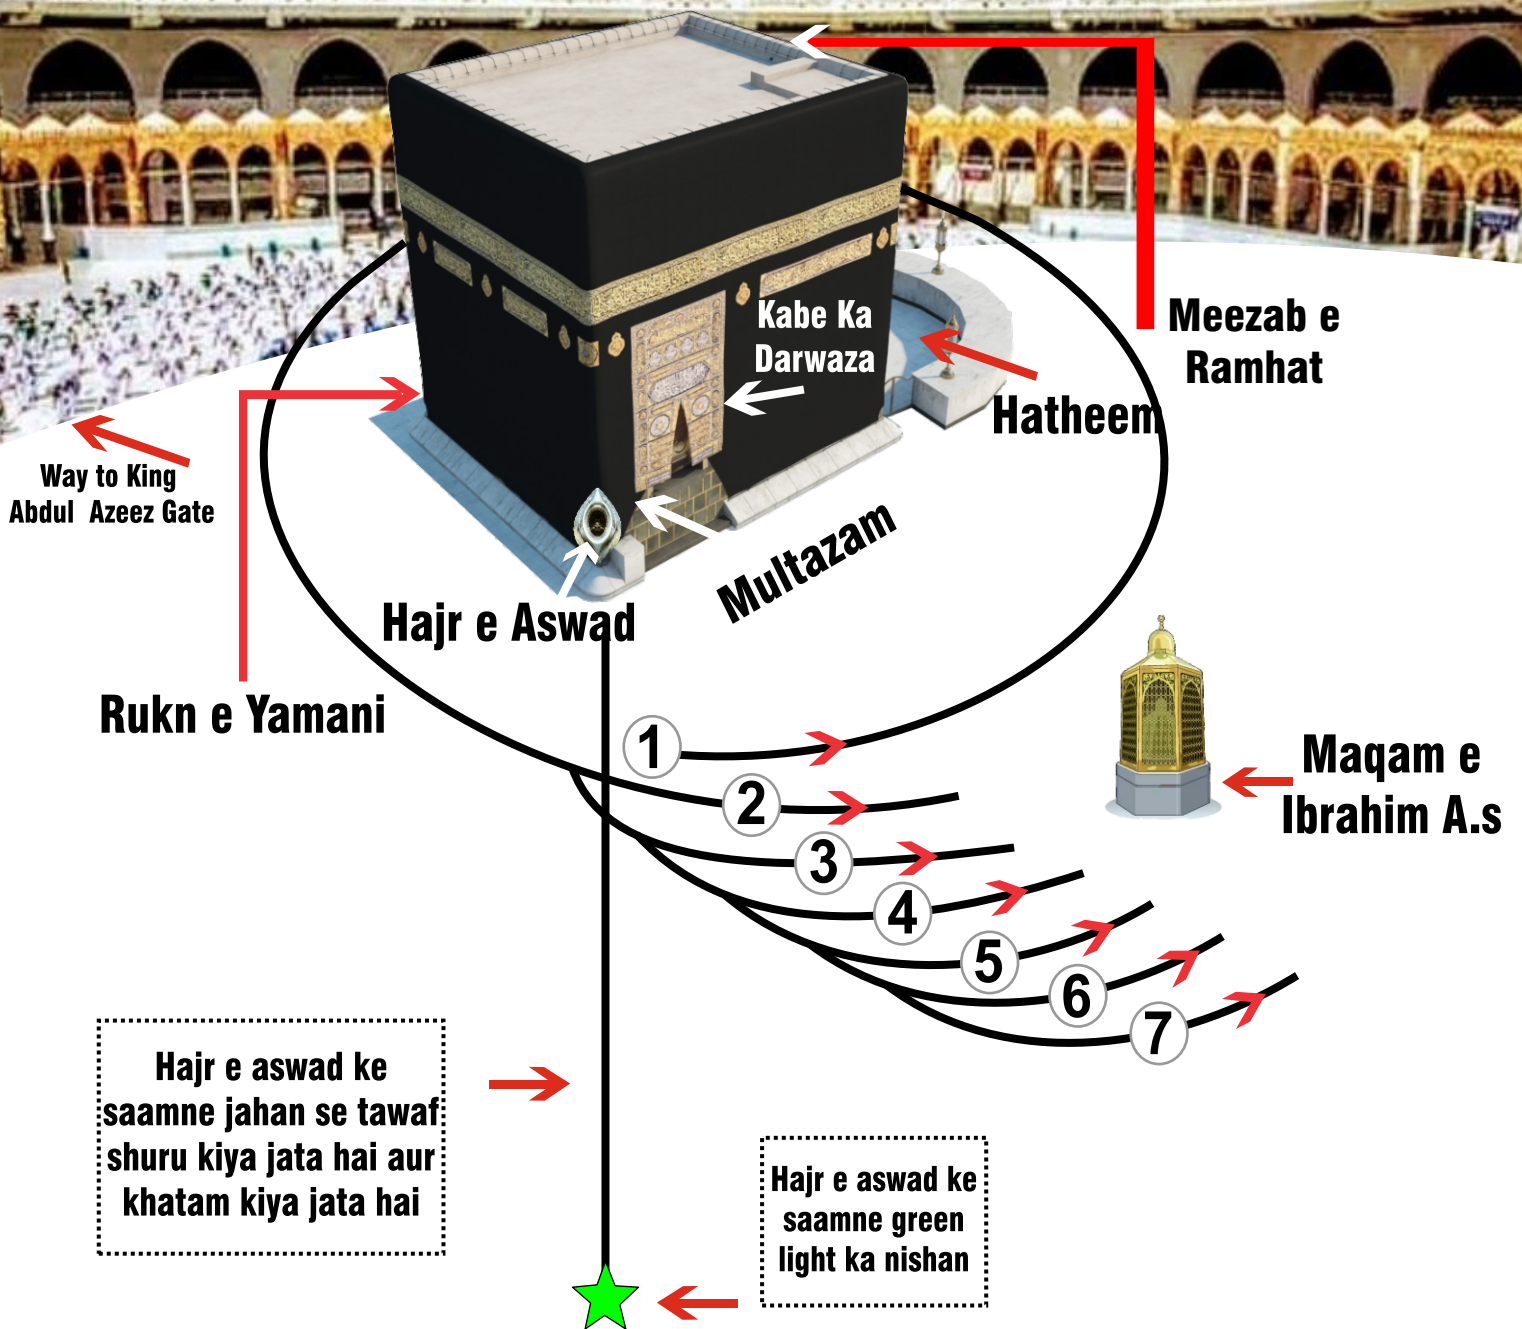 Kabe Ka
Darwaza
Meezab e
Ramhat
Hatheem
Way to King
Abdul Azeez Gate
Multazam
Hajr e Aswad
Rukn e Yamani
1
2
3
4
5
6
7
Maqam e
Ibrahim A.s
Hajr e aswad ke
saamne jahan se tawaf
shuru kiya jata hai aur
khatam kiya jata hai
Hajr e aswad ke
saamne green
light ka nishan